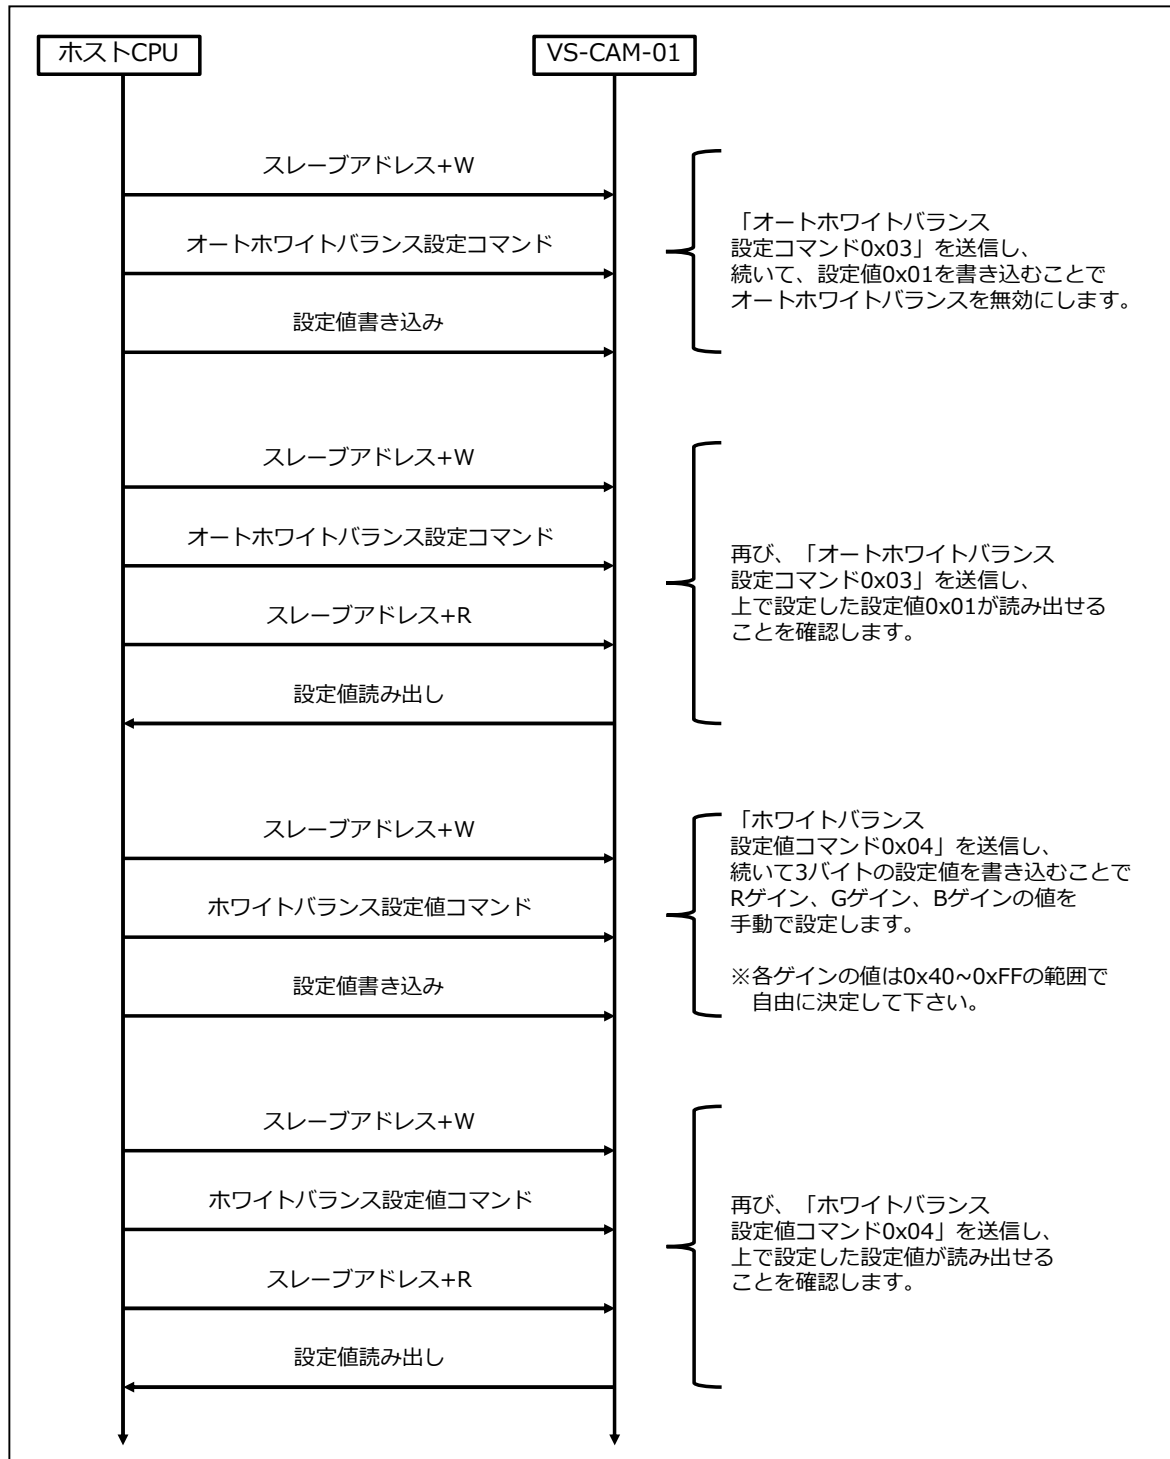 ホストCPU
VS-CAM-01
スレーブアドレス+W
オートホワイトバランス設定コマンド
設定値書き込み
「オートホワイトバランス
設定コマンド0x03」を送信し、
続いて、設定値0x01を書き込むことで
オートホワイトバランスを無効にします。
スレーブアドレス+W
オートホワイトバランス設定コマンド
スレーブアドレス+R
設定値読み出し
再び、「オートホワイトバランス
設定コマンド0x03」を送信し、
上で設定した設定値0x01が読み出せる
ことを確認します。
スレーブアドレス+W
ホワイトバランス設定値コマンド
設定値書き込み
「ホワイトバランス
設定値コマンド0x04」を送信し、
続いて3バイトの設定値を書き込むことで
Rゲイン、Gゲイン、Bゲインの値を
手動で設定します。
※各ゲインの値は0x40~0xFFの範囲で
自由に決定して下さい。
スレーブアドレス+W
ホワイトバランス設定値コマンド
スレーブアドレス+R
設定値読み出し
再び、「ホワイトバランス
設定値コマンド0x04」を送信し、
上で設定した設定値が読み出せる
ことを確認します。